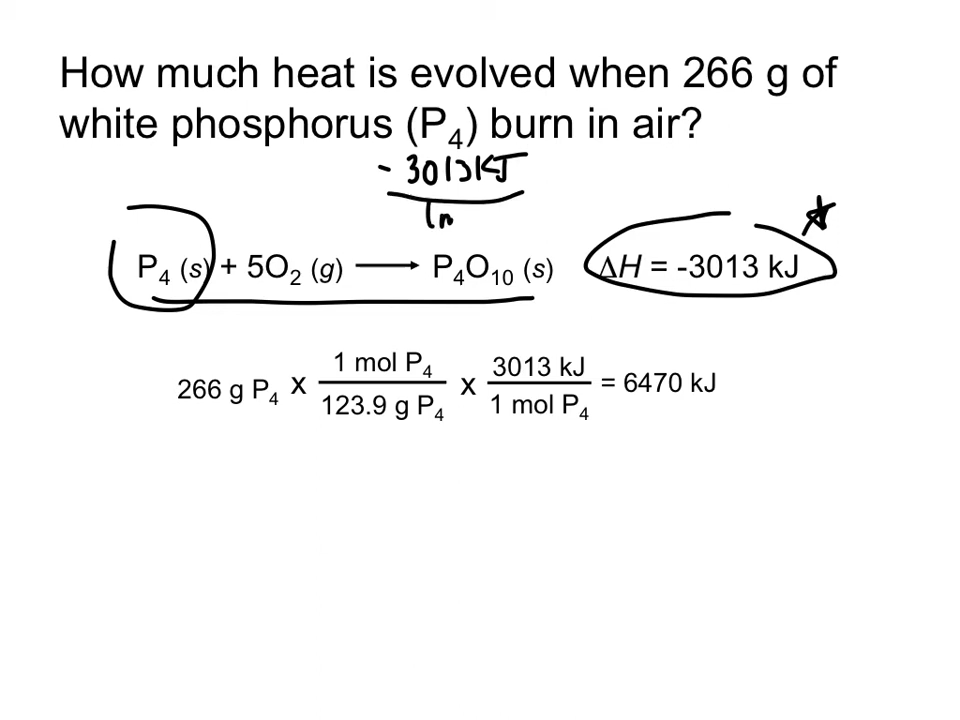 How much heat is evolved when 266 g of
white phosphorus (P₄) burn in air?
- 3013KJ
1m
P₄ (s) + 5O₂ (g) ⟶ P₄O₁₀ (s) ΔH = -3013 kJ
266 g P₄ x 1 mol P₄ / 123.9 g P₄ x 3013 kJ / 1 mol P₄ = 6470 kJ